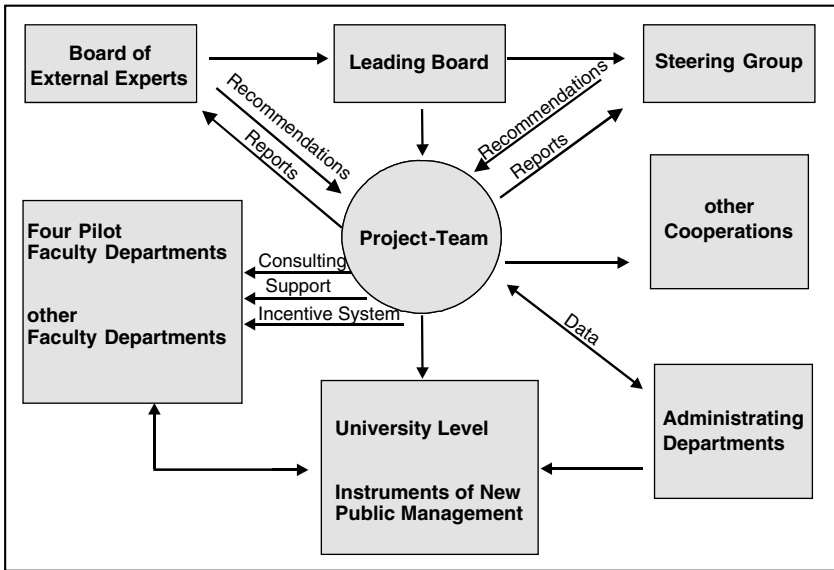 Board of
External Experts
Leading Board
Steering Group
Recommendations
Reports
Recommendations
Reports
Project-Team
other
Cooperations
Four Pilot
Faculty Departments
other
Faculty Departments
Consulting
Support
Incentive System
Data
University Level
Instruments of New
Public Management
Administrating
Departments